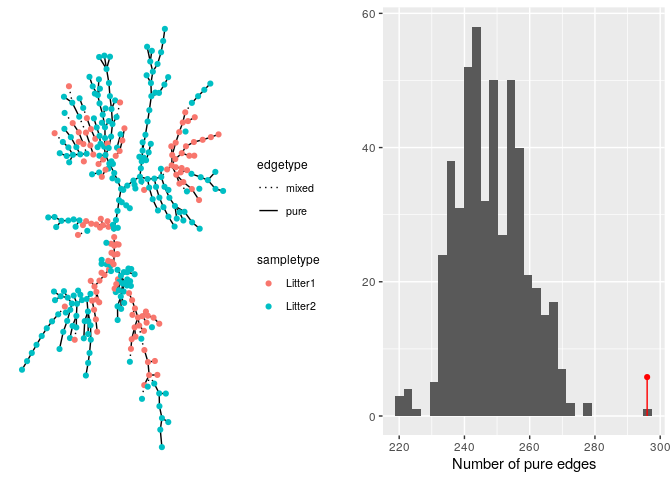 edgetype
mixed
pure
sampletype
Litter1
Litter2
60
40
20
0
220 240 260 280 300
Number of pure edges